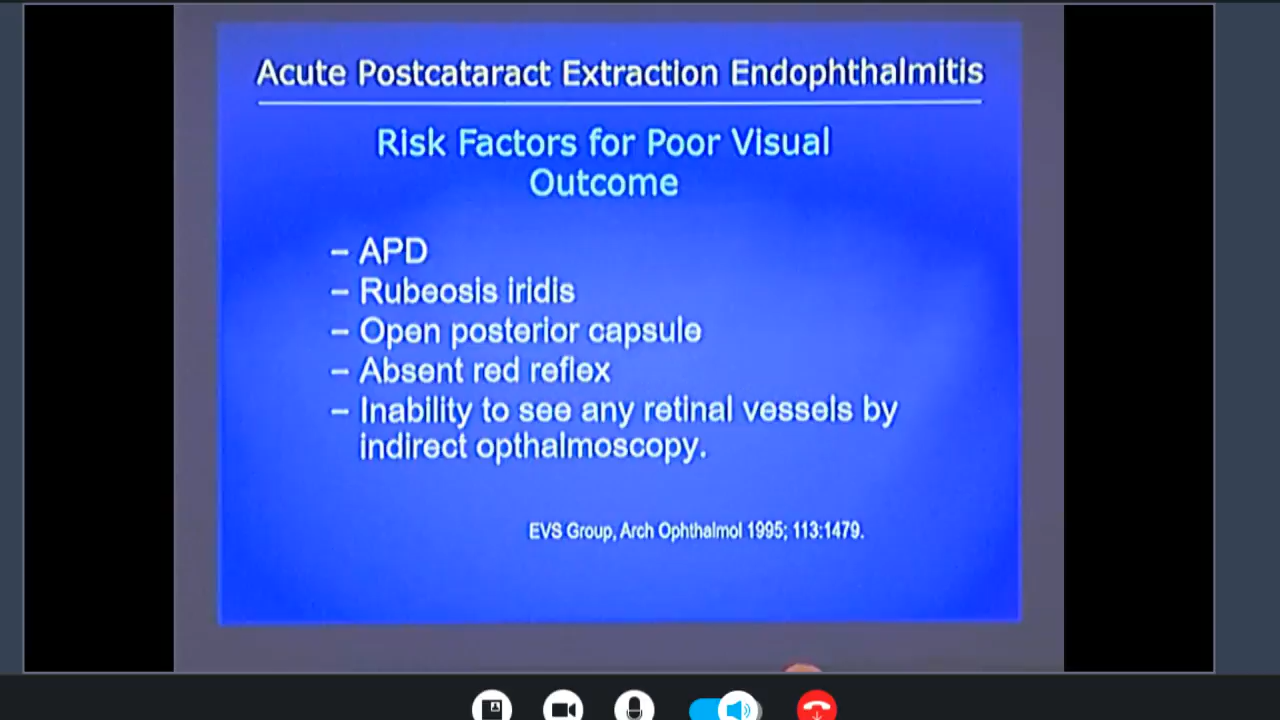 Acute Postcataract Extraction Endophthalmitis
Risk Factors for Poor Visual
Outcome
– APD
– Rubeosis iridis
– Open posterior capsule
– Absent red reflex
– Inability to see any retinal vessels by
indirect opthalmoscopy.
EVS Group, Arch Ophthalmol 1995; 113:1479.